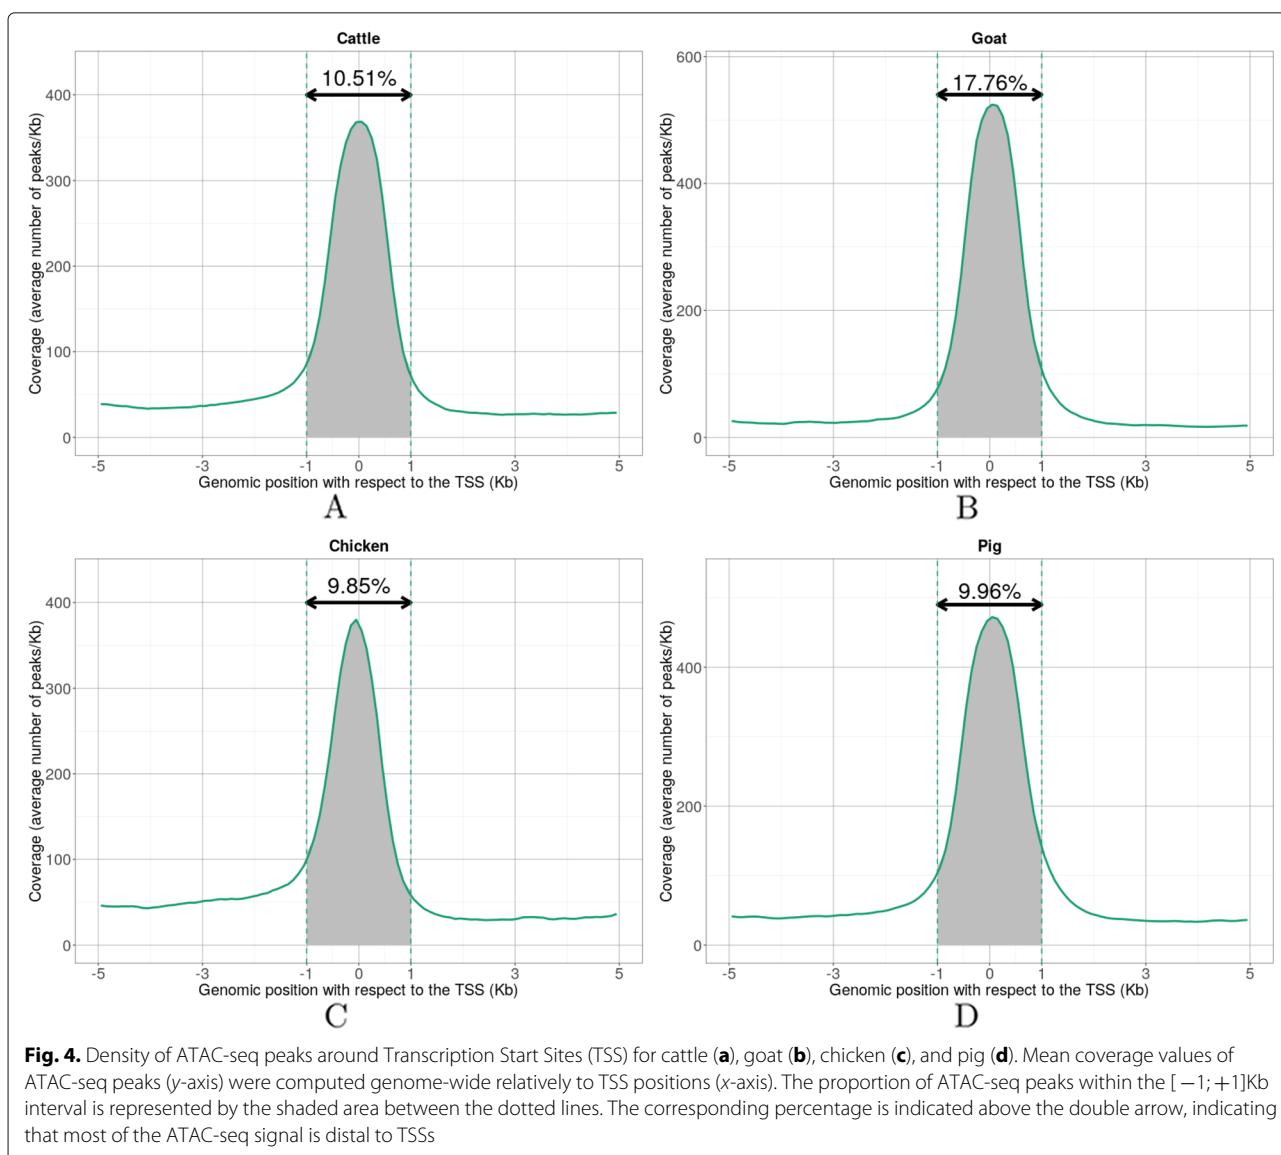 Cattle
10.51%
400
300
200
100
0
Coverage (average number of peaks/Kb)
-5 -3 -1 0 1 3 5
Genomic position with respect to the TSS (Kb)
A
Goat
17.76%
600
400
200
0
Coverage (average number of peaks/Kb)
-5 -3 -1 0 1 3 5
Genomic position with respect to the TSS (Kb)
B
Chicken
9.85%
400
300
200
100
0
Coverage (average number of peaks/Kb)
-5 -3 -1 0 1 3 5
Genomic position with respect to the TSS (Kb)
C
Pig
9.96%
400
200
0
Coverage (average number of peaks/Kb)
-5 -3 -1 0 1 3 5
Genomic position with respect to the TSS (Kb)
D
Fig. 4. Density of ATAC-seq peaks around Transcription Start Sites (TSS) for cattle (a), goat (b), chicken (c), and pig (d). Mean coverage values of
ATAC-seq peaks (y-axis) were computed genome-wide relatively to TSS positions (x-axis). The proportion of ATAC-seq peaks within the [ −1; +1]Kb
interval is represented by the shaded area between the dotted lines. The corresponding percentage is indicated above the double arrow, indicating
that most of the ATAC-seq signal is distal to TSSs